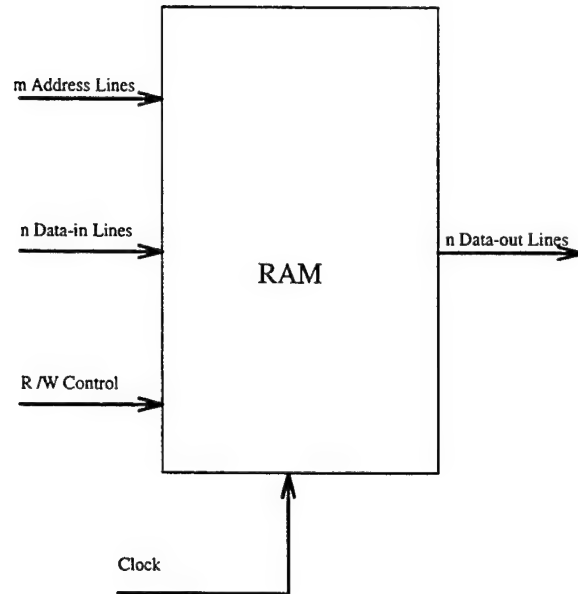 m Address Lines
n Data-in Lines
n Data-out Lines
RAM
R /W Control
Clock